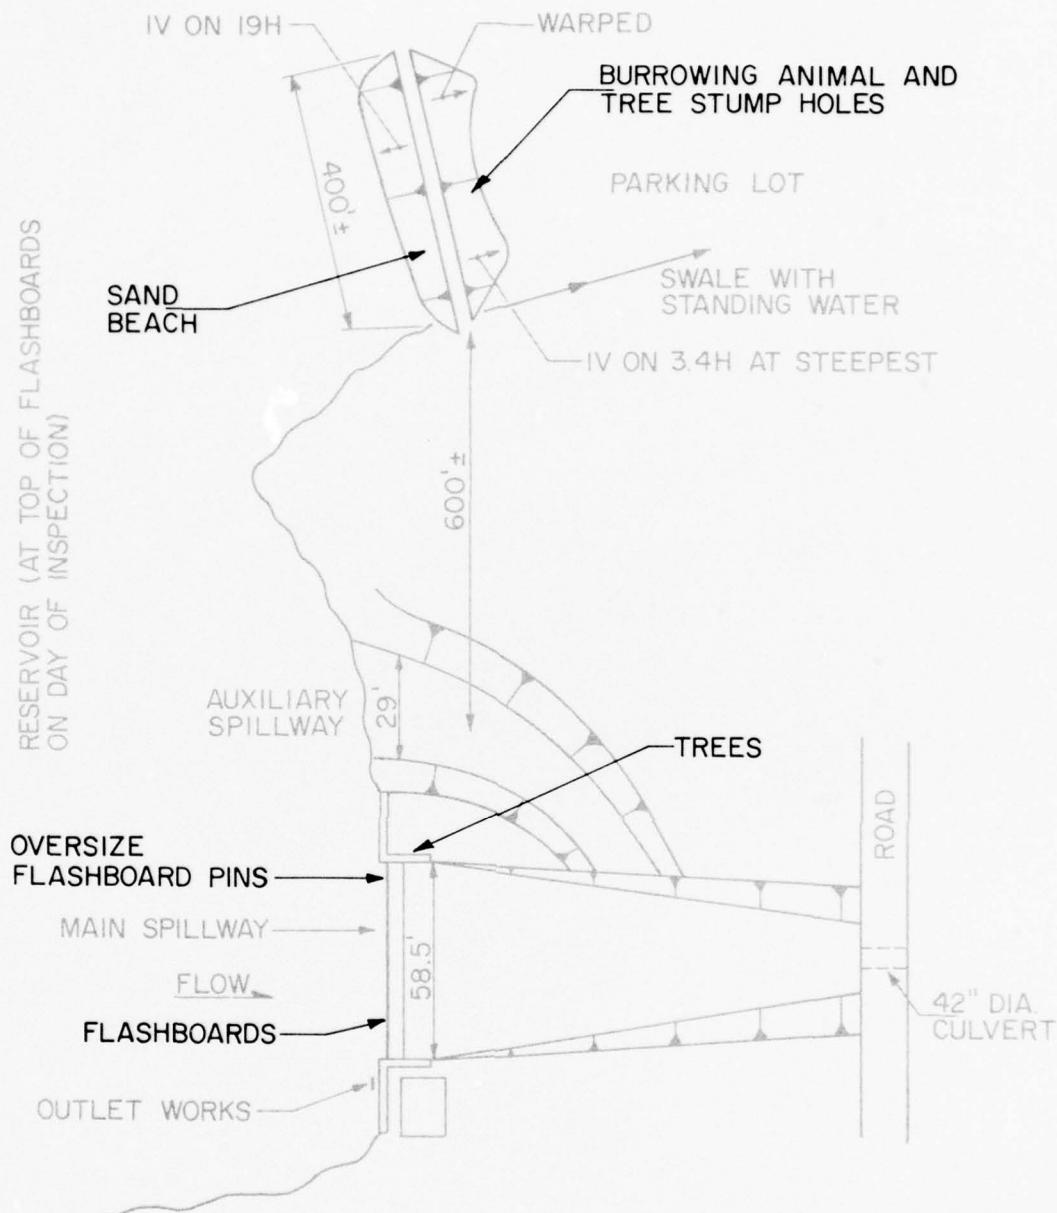 1V ON 19H
WARPED
BURROWING ANIMAL AND
TREE STUMP HOLES
400'±
PARKING LOT
SAND
BEACH
SWALE WITH
STANDING WATER
1V ON 3.4H AT STEEPEST
RESERVOIR (AT TOP OF FLASHBOARDS
ON DAY OF INSPECTION)
600'±
AUXILIARY
SPILLWAY
29'
TREES
ROAD
OVERSIZE
FLASHBOARD PINS
MAIN SPILLWAY
58.5'
FLOW
FLASHBOARDS
42" DIA.
CULVERT
OUTLET WORKS